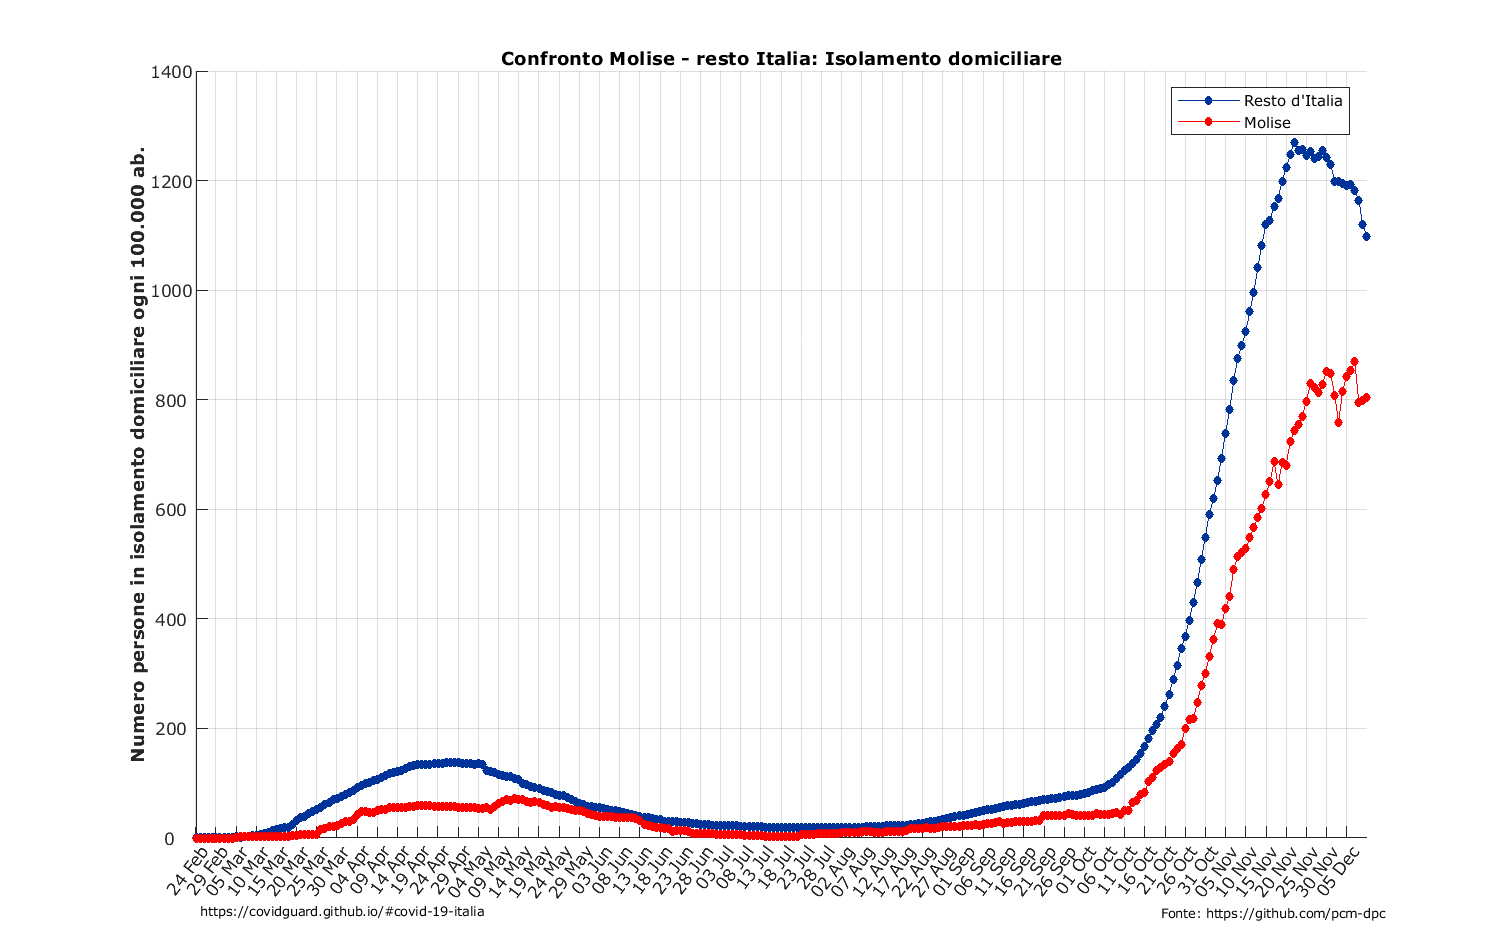 Confronto Molise - resto Italia: Isolamento domiciliare
Numero persone in isolamento domiciliare ogni 100.000 ab.
1400
1200
1000
800
600
400
200
0
Resto d'Italia
Molise
24 Feb
29 Feb
05 Mar
10 Mar
15 Mar
20 Mar
25 Mar
30 Mar
04 Apr
09 Apr
14 Apr
19 Apr
24 Apr
29 Apr
04 May
09 May
14 May
19 May
24 May
29 May
03 Jun
08 Jun
13 Jun
18 Jun
23 Jun
28 Jun
03 Jul
08 Jul
13 Jul
18 Jul
23 Jul
28 Jul
02 Aug
07 Aug
12 Aug
17 Aug
22 Aug
27 Aug
01 Sep
06 Sep
11 Sep
16 Sep
21 Sep
26 Sep
01 Oct
06 Oct
11 Oct
16 Oct
21 Oct
26 Oct
31 Oct
05 Nov
10 Nov
15 Nov
20 Nov
25 Nov
30 Nov
05 Dec
https://covidguard.github.io/#covid-19-italia
Fonte: https://github.com/pcm-dpc